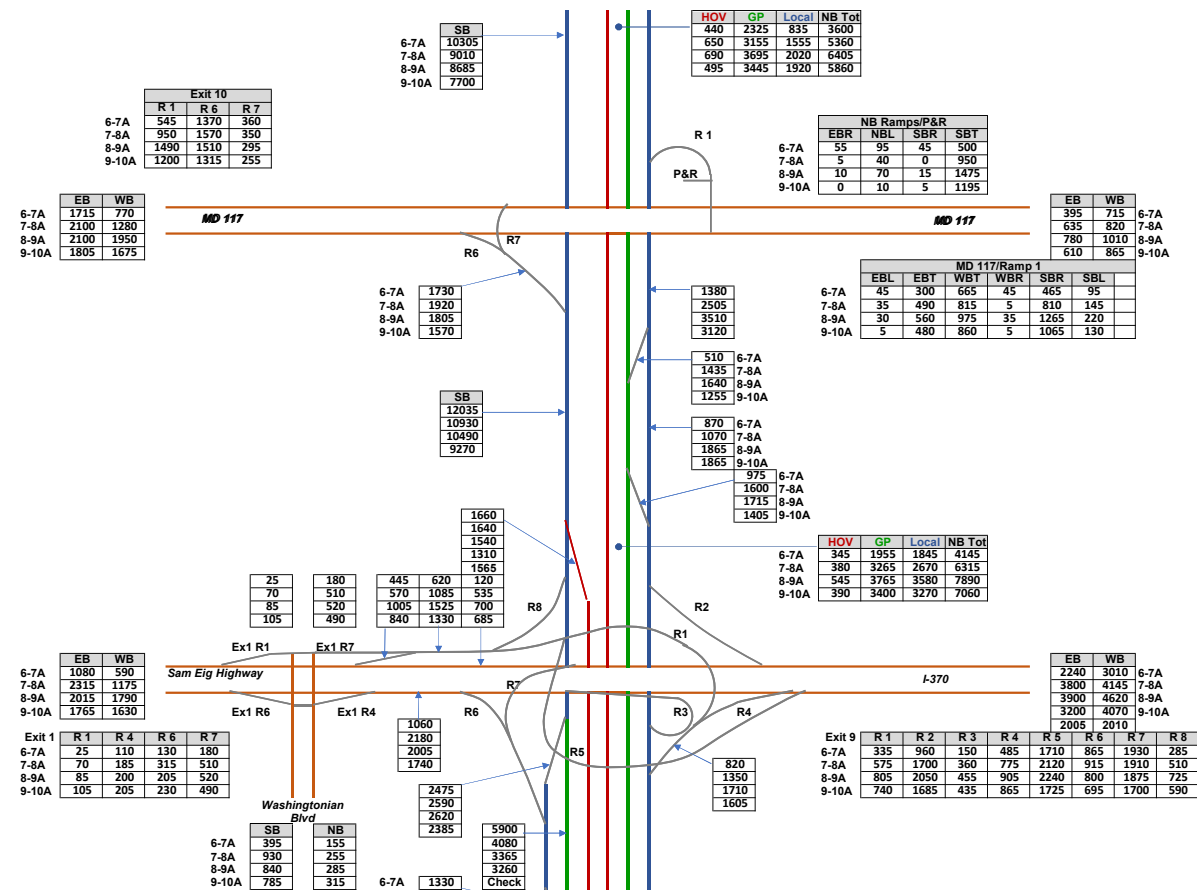 SB
6-7A 10305
7-8A 9010
8-9A 8685
9-10A 7700
HOV GP Local NB Tot
440 2325 835 3600
650 3155 1555 5360
690 3695 2020 6405
495 3445 1920 5860
Exit 10
R 1 R 6 R 7
6-7A 545 1370 360
7-8A 950 1570 350
8-9A 1490 1510 295
9-10A 1200 1315 255
NB Ramps/P&R
EBR NBL SBR SBT
6-7A 55 95 45 500
7-8A 5 40 0 950
8-9A 10 70 15 1475
9-10A 0 10 5 1195
R 1
P&R
EB WB
6-7A 1715 770
7-8A 2100 1280
8-9A 2100 1950
9-10A 1805 1675
MD 117
MD 117
EB WB
395 715 6-7A
635 820 7-8A
780 1010 8-9A
610 865 9-10A
R7
R6
MD 117/Ramp 1
EBL EBT WBT WBR SBR SBL
6-7A 45 300 665 45 465 95
7-8A 35 490 815 5 810 145
8-9A 30 560 975 35 1265 220
9-10A 5 480 860 5 1065 130
6-7A 1730
7-8A 1920
8-9A 1805
9-10A 1570
1380
2505
3510
3120
510 6-7A
1435 7-8A
1640 8-9A
1255 9-10A
SB
12035
10930
10490
9270
870 6-7A
1070 7-8A
1865 8-9A
1865 9-10A
975 6-7A
1600 7-8A
1715 8-9A
1405 9-10A
1660
1640
1540
1310
1565
HOV GP Local NB Tot
6-7A 345 1955 1845 4145
7-8A 380 3265 2670 6315
8-9A 545 3765 3580 7890
9-10A 390 3400 3270 7060
25 180 445 620 120
70 510 570 1085 535
85 520 1005 1525 700
105 490 840 1330 685
R8
R2
R1
Ex1 R1
Ex1 R7
EB WB
6-7A 1080 590
7-8A 2315 1175
8-9A 2015 1790
9-10A 1765 1630
Sam Eig Highway
I-370
R7
EB WB
2240 3010 6-7A
3800 4145 7-8A
3900 4620 8-9A
3200 4070 9-10A
2005 2010
Ex1 R6
Ex1 R4
R6
R3
R4
R5
1060
2180
2005
1740
Exit 1 R 1 R 4 R 6 R 7
6-7A 25 110 130 180
7-8A 70 185 315 510
8-9A 85 200 205 520
9-10A 105 205 230 490
Exit 9 R 1 R 2 R 3 R 4 R 5 R 6 R 7 R 8
6-7A 335 960 150 485 1710 865 1930 285
7-8A 575 1700 360 775 2120 915 1910 510
8-9A 805 2050 455 905 2240 800 1875 725
9-10A 740 1685 435 865 1725 695 1700 590
820
1350
1710
1605
2475
2590
2620
2385
Washingtonian
Blvd
SB NB
6-7A 395 155
7-8A 930 255
8-9A 840 285
9-10A 785 315
5900
4080
3365
3260
Check
6-7A 1330